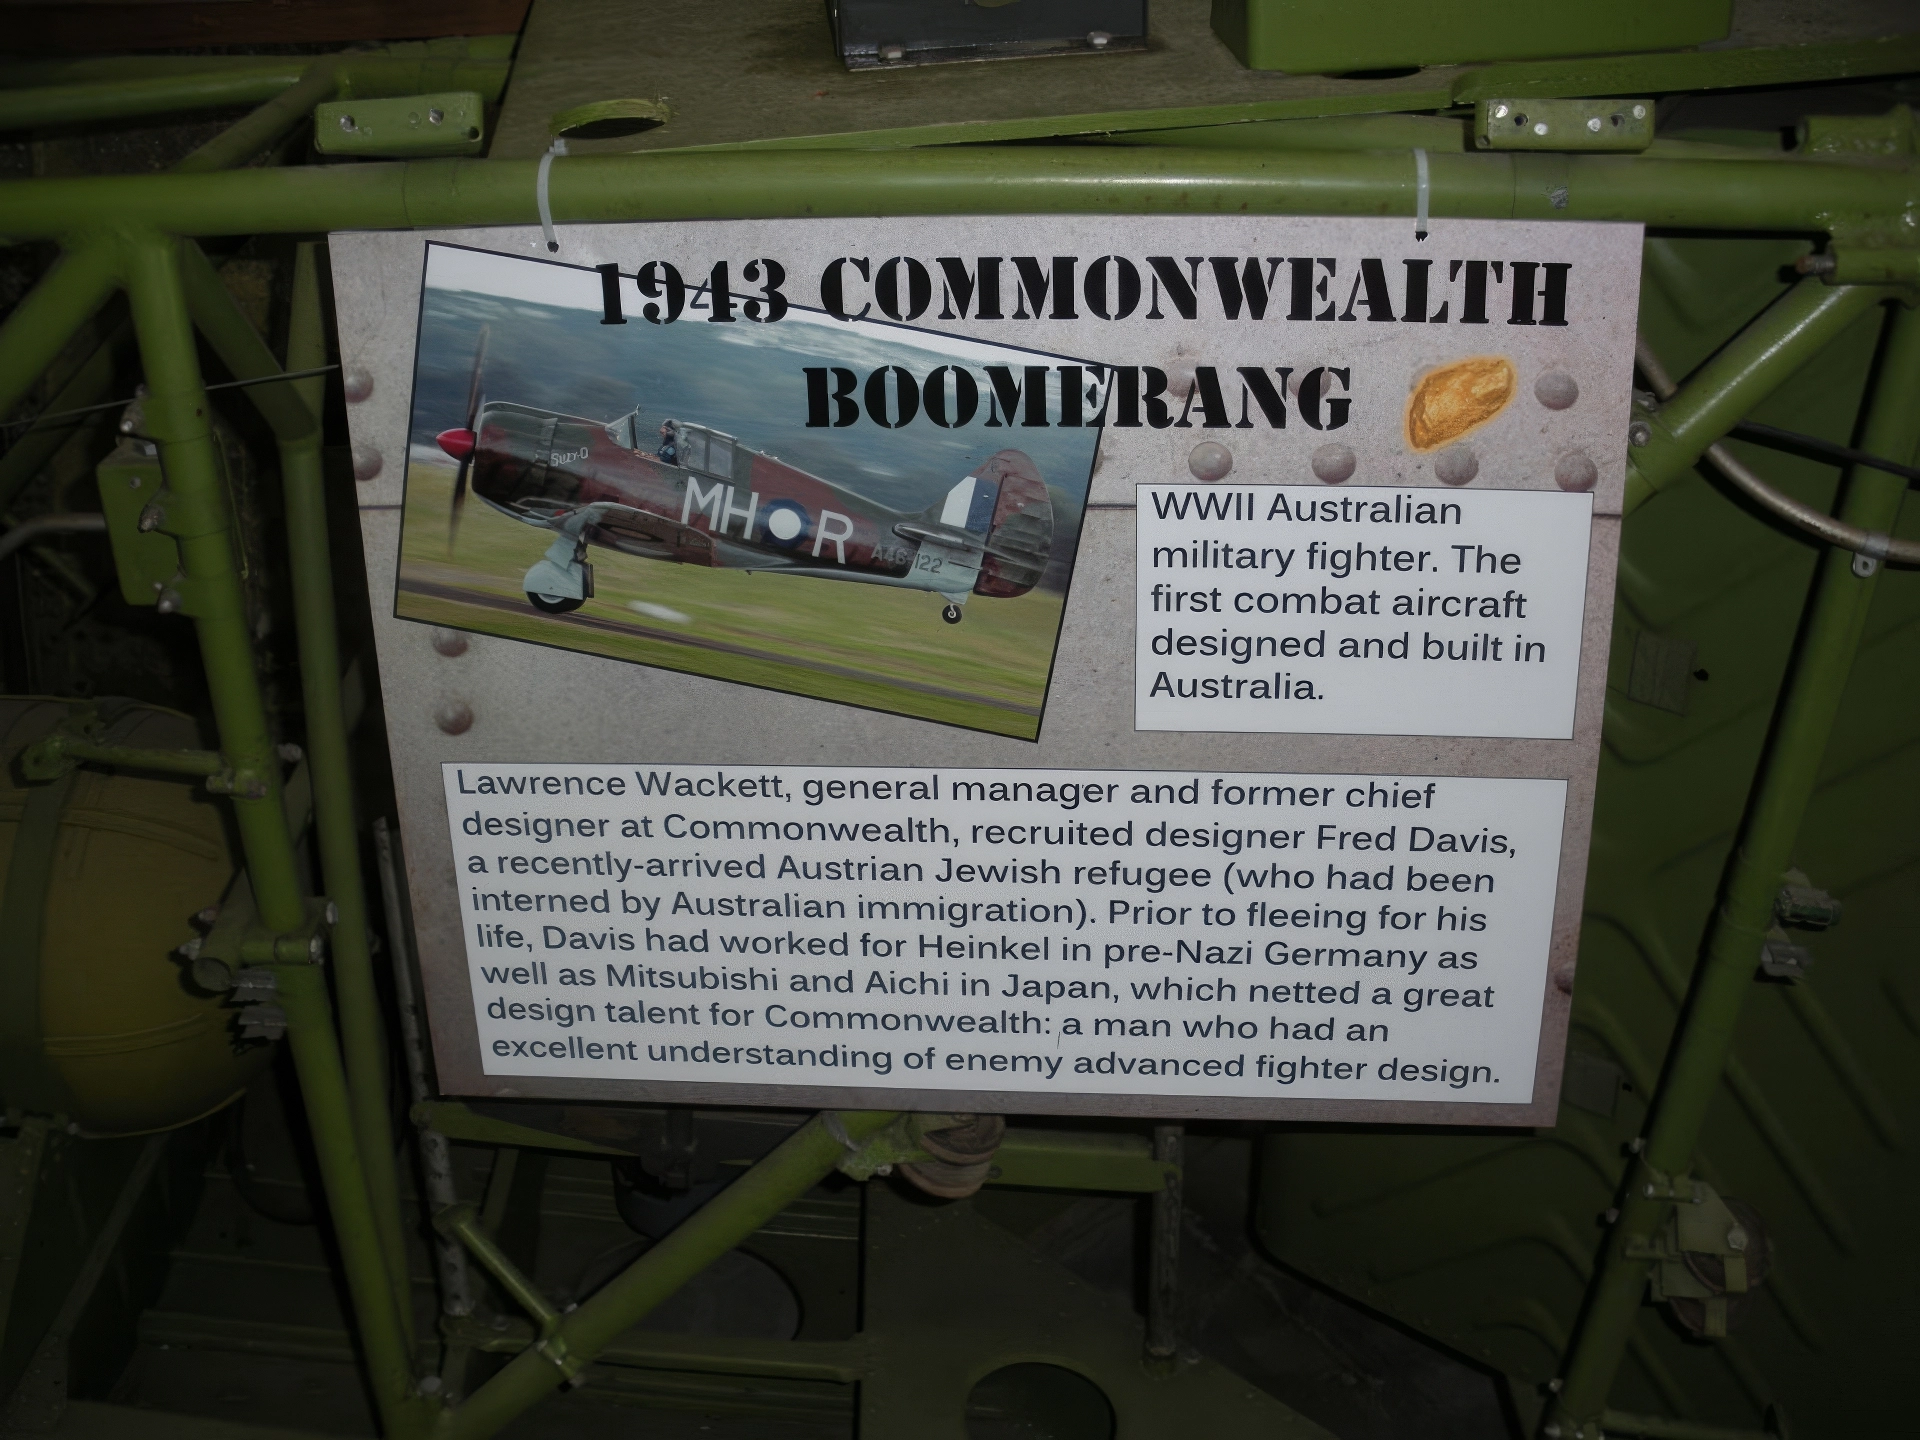 1943 COMMONWEALTH
BOOMERANG
Suzy-Q
MH R
A46-122
WWII Australian
military fighter. The
first combat aircraft
designed and built in
Australia.
Lawrence Wackett, general manager and former chief
designer at Commonwealth, recruited designer Fred Davis,
a recently-arrived Austrian Jewish refugee (who had been
interned by Australian immigration). Prior to fleeing for his
life, Davis had worked for Heinkel in pre-Nazi Germany as
well as Mitsubishi and Aichi in Japan, which netted a great
design talent for Commonwealth: a man who had an
excellent understanding of enemy advanced fighter design.